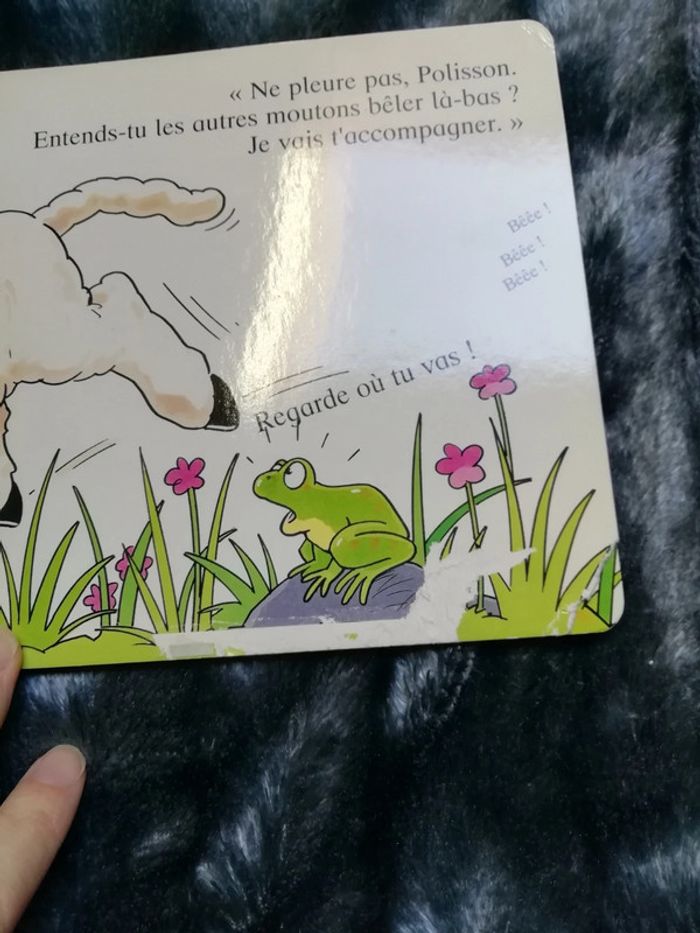 « Ne pleure pas, Polisson.
Entends-tu les autres moutons bêler là-bas ?
Je vais t'accompagner. »
Bêêe !
Bêêe !
Bêêe !
Regarde où tu vas !